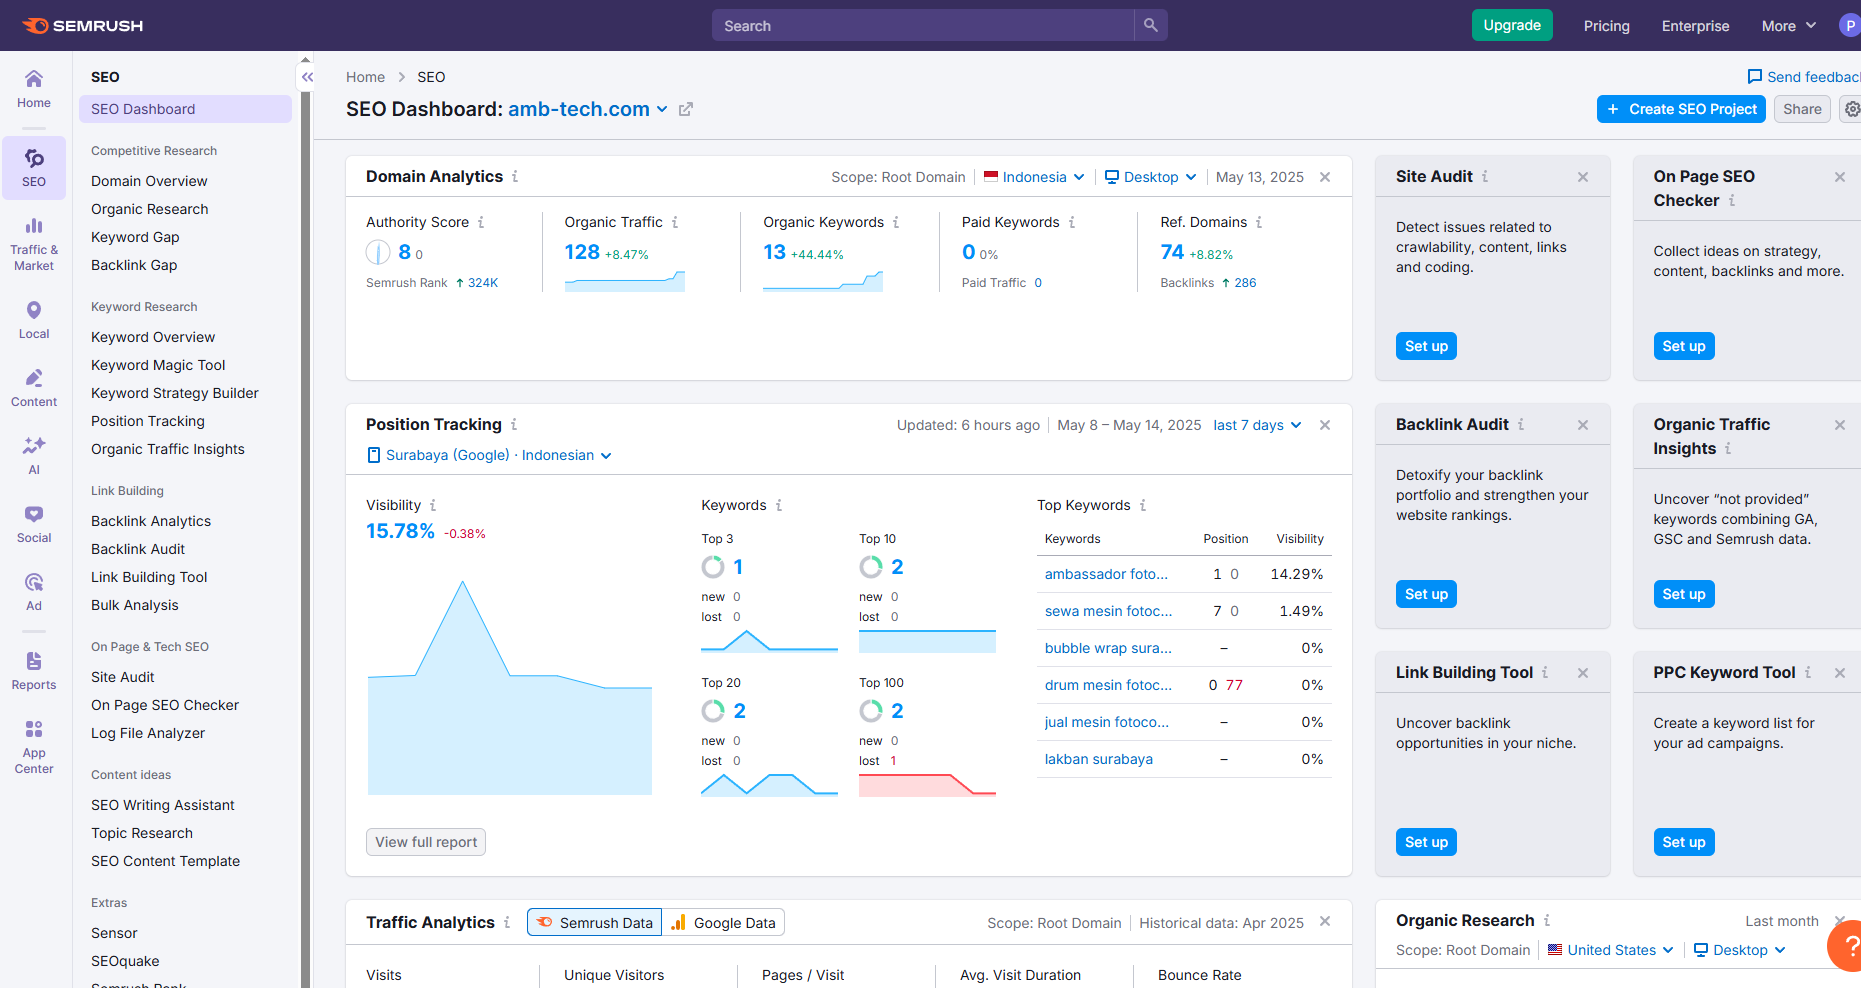 SEMRUSH
Search
Upgrade
Pricing
Enterprise
More
P
Home
SEO
Traffic &
Market
Local
Content
AI
Social
Ad
Reports
App
Center
SEO
SEO Dashboard
Competitive Research
Domain Overview
Organic Research
Keyword Gap
Backlink Gap
Keyword Research
Keyword Overview
Keyword Magic Tool
Keyword Strategy Builder
Position Tracking
Organic Traffic Insights
Link Building
Backlink Analytics
Backlink Audit
Link Building Tool
Bulk Analysis
On Page & Tech SEO
Site Audit
On Page SEO Checker
Log File Analyzer
Content ideas
SEO Writing Assistant
Topic Research
SEO Content Template
Extras
Sensor
SEOquake
Semrush Rank
Home > SEO
Send feedbac
SEO Dashboard: amb-tech.com
+ Create SEO Project
Share
Domain Analytics i
Scope: Root Domain
Indonesia
Desktop
May 13, 2025
Authority Score i
8 0
Semrush Rank ↑ 324K
Organic Traffic i
128 +8.47%
Organic Keywords i
13 +44.44%
Paid Keywords i
0 0%
Paid Traffic 0
Ref. Domains i
74 +8.82%
Backlinks ↑ 286
Site Audit i
Detect issues related to
crawlability, content, links
and coding.
Set up
On Page SEO
Checker i
Collect ideas on strategy,
content, backlinks and more.
Set up
Position Tracking i
Updated: 6 hours ago
May 8 – May 14, 2025
last 7 days
Surabaya (Google) · Indonesian
Visibility i
15.78% -0.38%
Keywords i
Top 3
1
new 0
lost 0
Top 10
2
new 0
lost 0
Top 20
2
new 0
lost 0
Top 100
2
new 0
lost 1
Top Keywords i
Keywords Position Visibility
ambassador foto... 1 0 14.29%
sewa mesin fotoc... 7 0 1.49%
bubble wrap sura... – 0%
drum mesin fotoc... 0 77 0%
jual mesin fotoco... – 0%
lakban surabaya – 0%
View full report
Backlink Audit i
Detoxify your backlink
portfolio and strengthen your
website rankings.
Set up
Organic Traffic
Insights i
Uncover “not provided”
keywords combining GA,
GSC and Semrush data.
Set up
Link Building Tool i
Uncover backlink
opportunities in your niche.
Set up
PPC Keyword Tool i
Create a keyword list for
your ad campaigns.
Set up
Traffic Analytics i
Semrush Data
Google Data
Scope: Root Domain
Historical data: Apr 2025
Visits
Unique Visitors
Pages / Visit
Avg. Visit Duration
Bounce Rate
Organic Research i
Last month
Scope: Root Domain
United States
Desktop
?